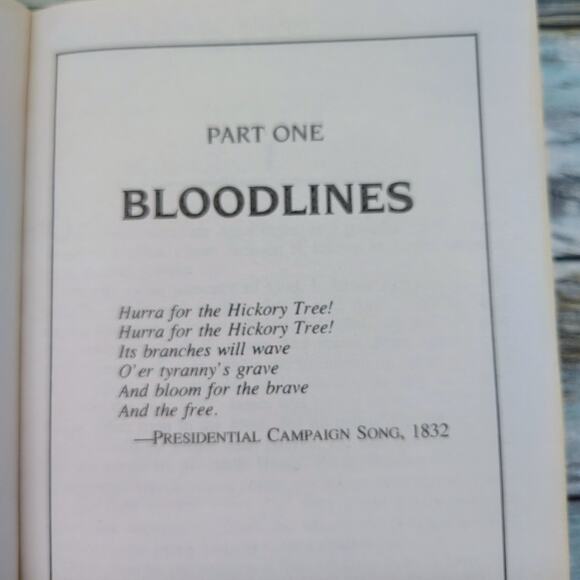 PART ONE
BLOODLINES
Hurra for the Hickory Tree!
Hurra for the Hickory Tree!
Its branches will wave
O'er tyranny's grave
And bloom for the brave
And the free.
—PRESIDENTIAL CAMPAIGN SONG, 1832